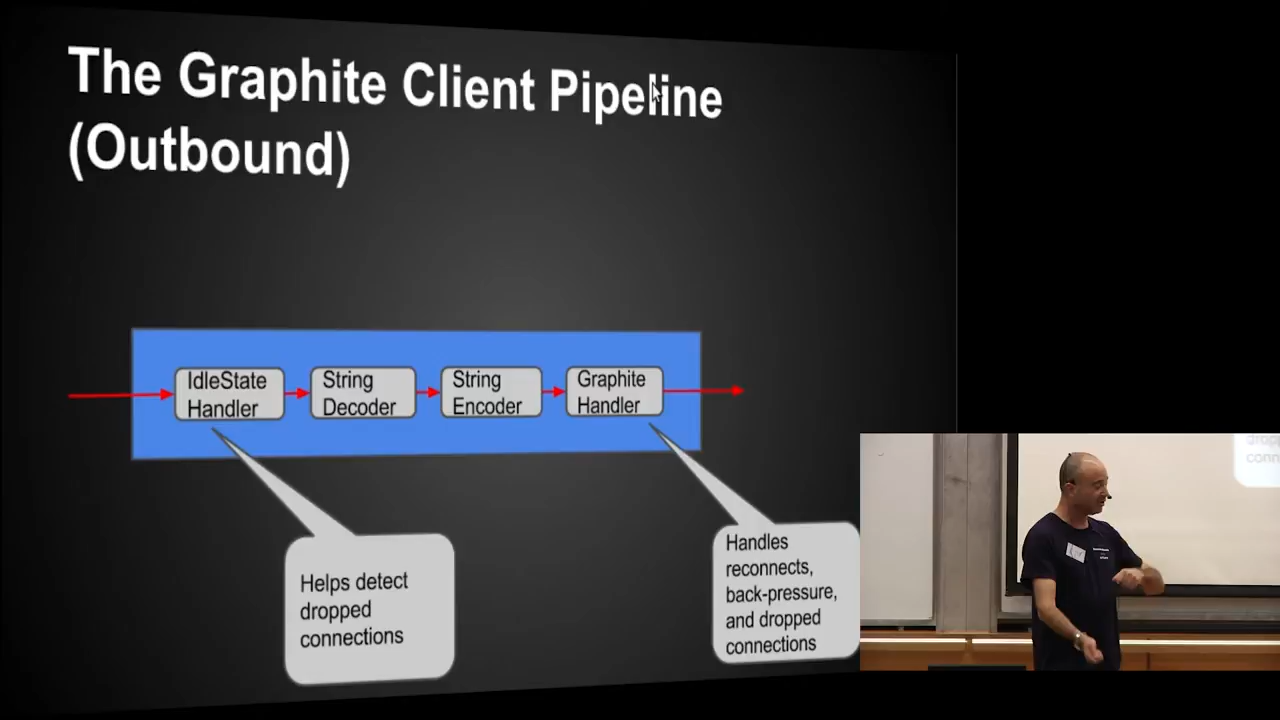 The Graphite Client Pipeline
(Outbound)
IdleState
Handler
String
Decoder
String
Encoder
Graphite
Handler
Helps detect
dropped
connections
Handles
reconnects,
back-pressure,
and dropped
connections